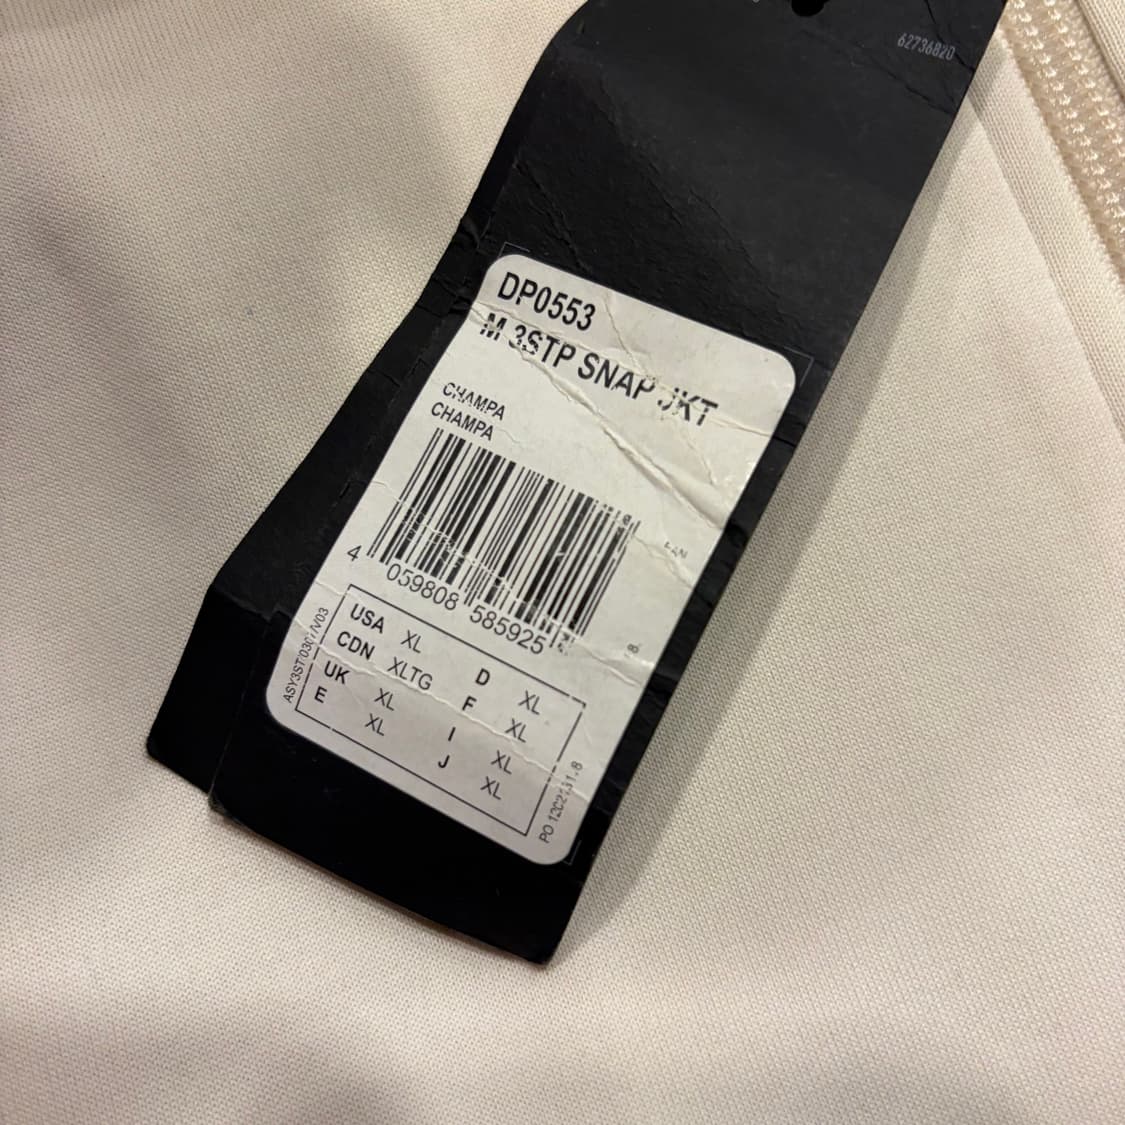 62736820
DP0553
M 3STP SNAP JKT
CHAMPA
CHAMPA
4 059808 585925
USA XL D XL
CDN XLTG F XL
UK XL I XL
E XL J XL